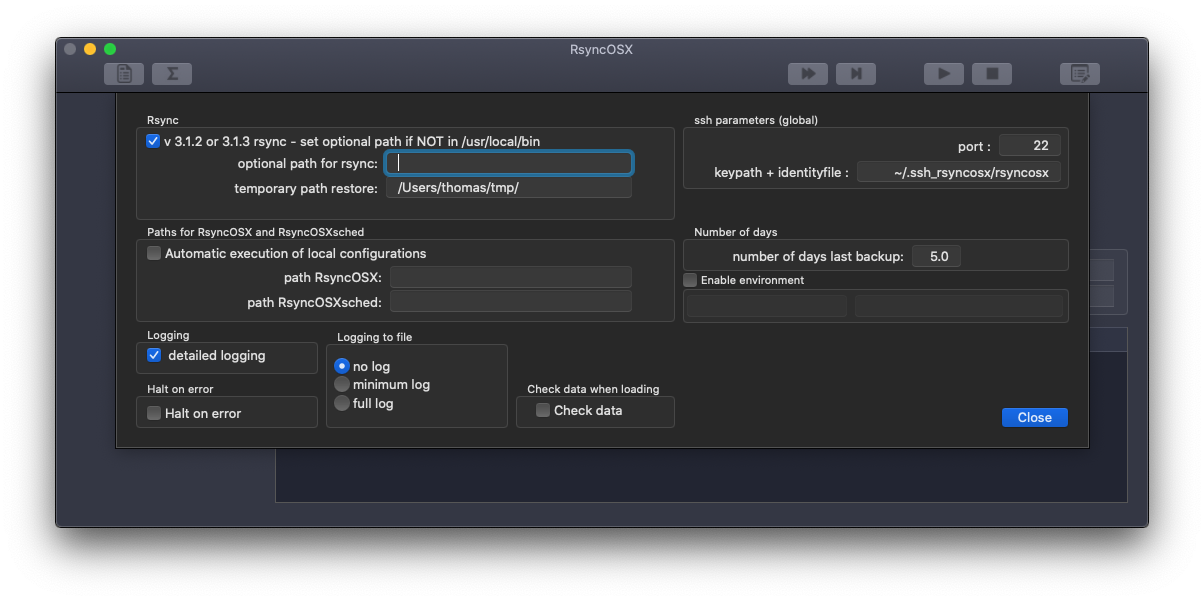 RsyncOSX
Rsync
v 3.1.2 or 3.1.3 rsync - set optional path if NOT in /usr/local/bin
optional path for rsync:
temporary path restore: /Users/thomas/tmp/
ssh parameters (global)
port : 22
keypath + identityfile : ~/.ssh_rsyncosx/rsyncosx
Paths for RsyncOSX and RsyncOSXsched
Automatic execution of local configurations
path RsyncOSX:
path RsyncOSXsched:
Number of days
number of days last backup: 5.0
Enable environment
Logging
detailed logging
Halt on error
Halt on error
Logging to file
no log
minimum log
full log
Check data when loading
Check data
Close